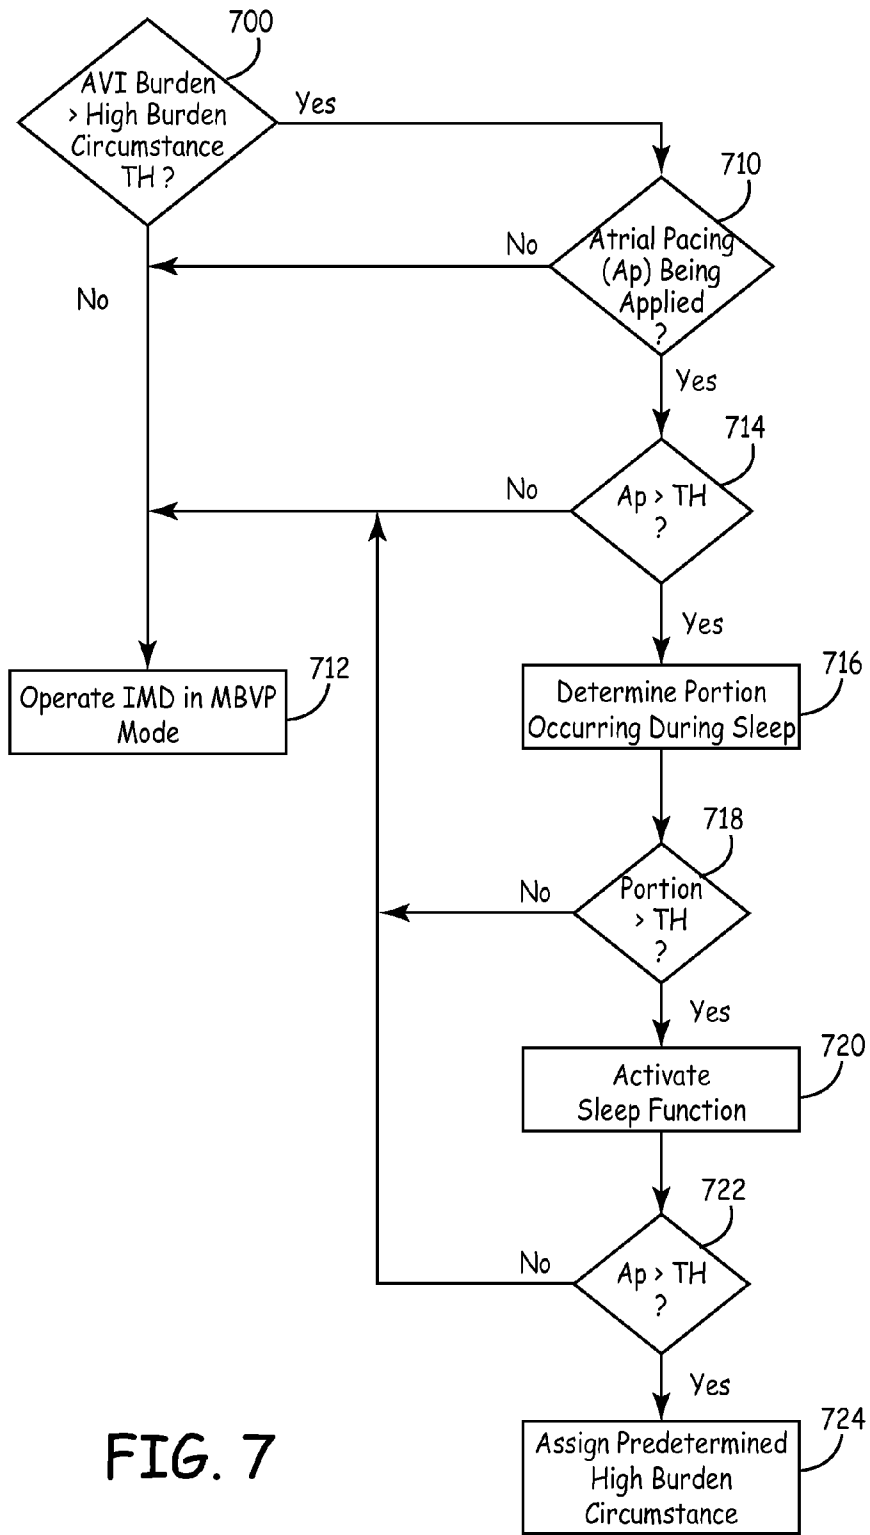 700
AVI Burden
> High Burden
Circumstance
TH ?
Yes
710
No
Atrial Pacing
(Ap) Being
Applied
?
No
Yes
714
No
Ap > TH
?
Yes
712
Operate IMD in MBVP
Mode
716
Determine Portion
Occurring During Sleep
718
No
Portion
> TH
?
Yes
720
Activate
Sleep Function
722
No
Ap > TH
?
Yes
724
Assign Predetermined
High Burden
Circumstance
FIG. 7